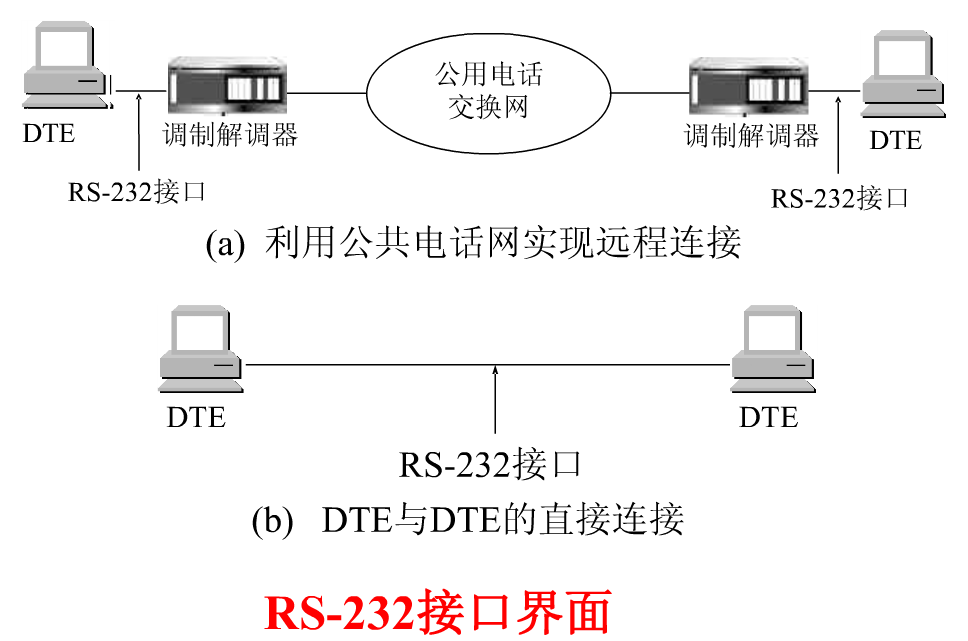 公用电话
交换网
DTE
调制解调器
调制解调器
DTE
RS-232接口
RS-232接口
(a) 利用公共电话网实现远程连接
DTE
DTE
RS-232接口
(b) DTE与DTE的直接连接
RS-232接口界面